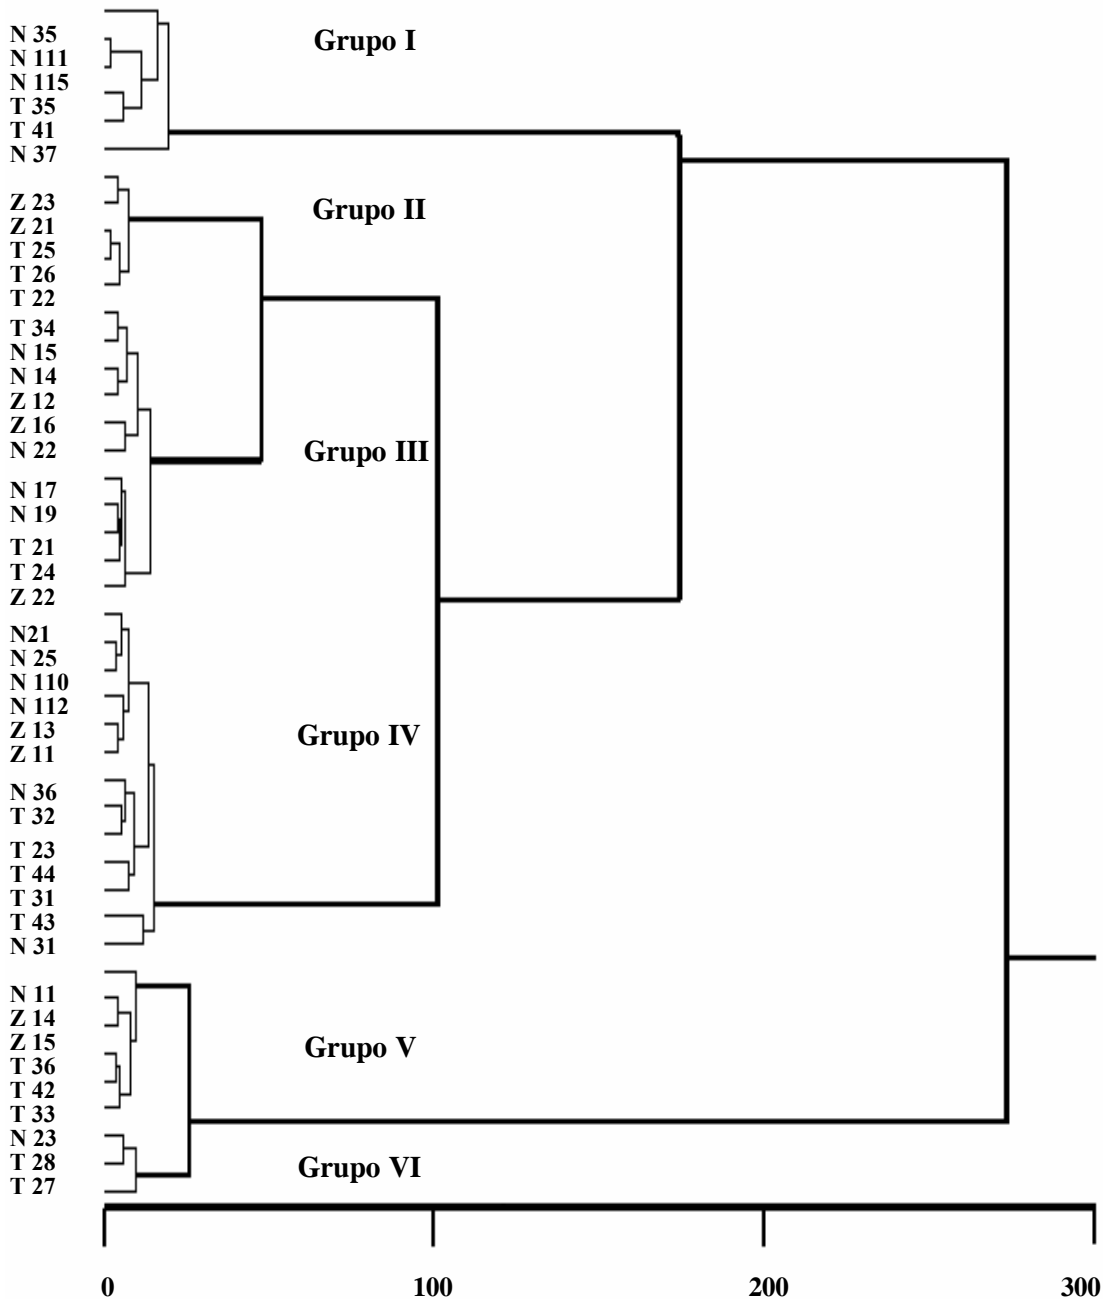 N 35
Grupo I
N 111
N 115
T 35
T 41
N 37
Z 23
Grupo II
Z 21
T 25
T 26
T 22
T 34
N 15
N 14
Z 12
Z 16
N 22
Grupo III
N 17
N 19
T 21
T 24
Z 22
N21
N 25
N 110
N 112
Z 13
Grupo IV
Z 11
N 36
T 32
T 23
T 44
T 31
T 43
N 31
N 11
Z 14
Z 15
Grupo V
T 36
T 42
T 33
N 23
T 28
Grupo VI
T 27
0 100 200 300